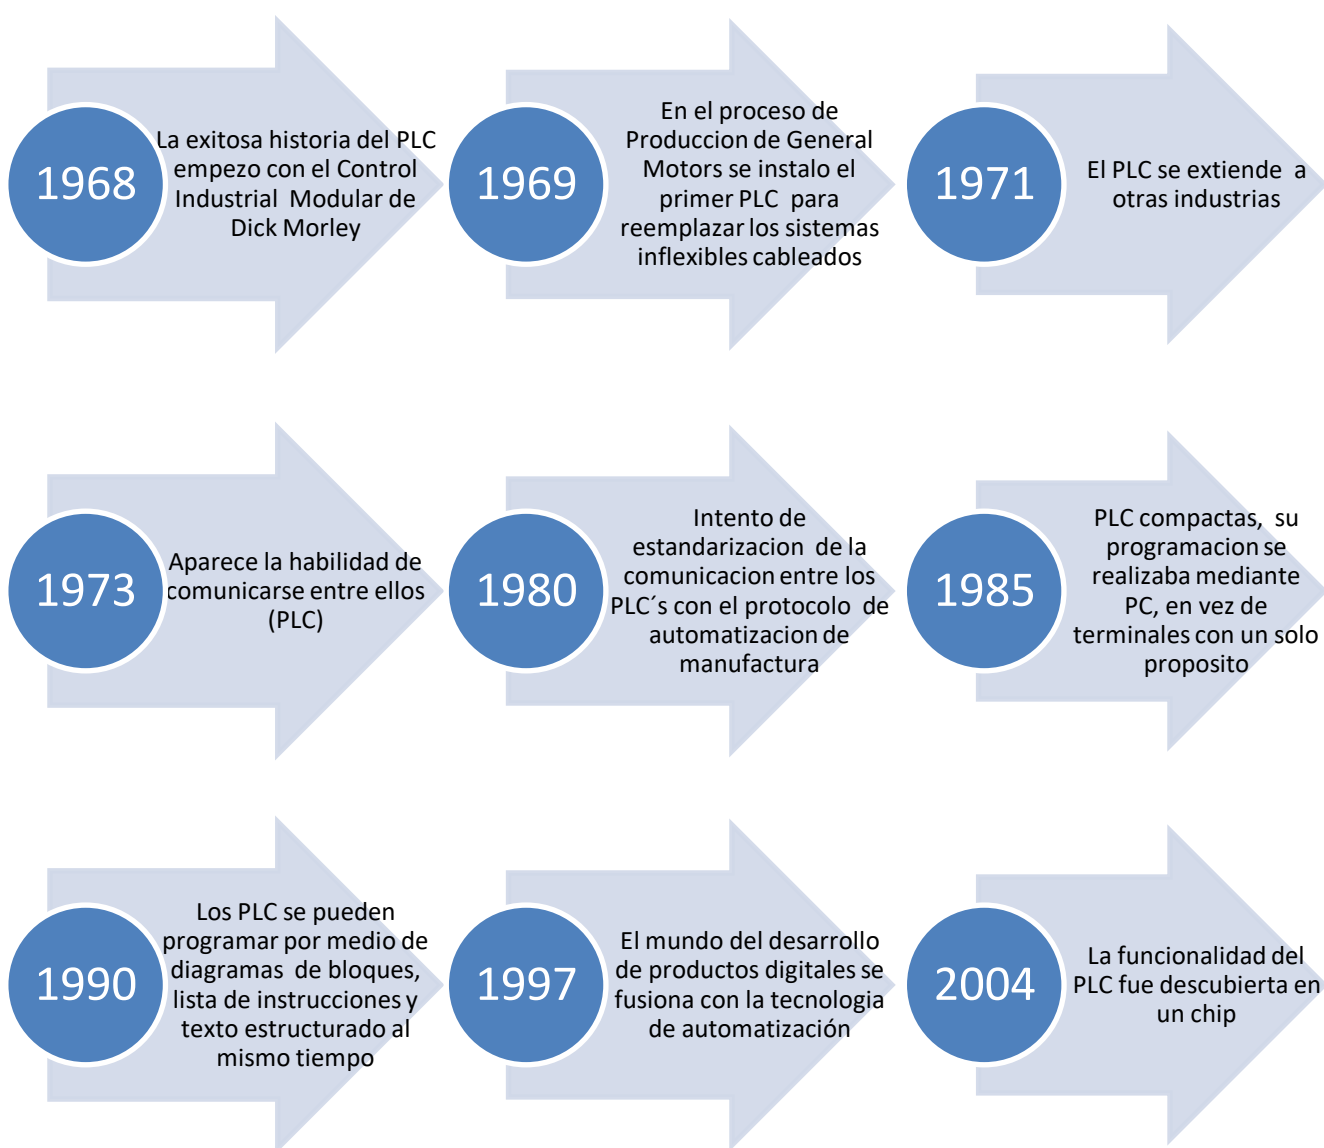 1968
La exitosa historia del PLC
empezo con el Control
Industrial Modular de
Dick Morley
1969
En el proceso de
Produccion de General
Motors se instalo el
primer PLC para
reemplazar los sistemas
inflexibles cableados
1971
El PLC se extiende a
otras industrias
1973
Aparece la habilidad de
comunicarse entre ellos
(PLC)
1980
Intento de
estandarizacion de la
comunicacion entre los
PLC´s con el protocolo de
automatizacion de
manufactura
1985
PLC compactas, su
programacion se
realizaba mediante
PC, en vez de
terminales con un solo
proposito
1990
Los PLC se pueden
programar por medio de
diagramas de bloques,
lista de instrucciones y
texto estructurado al
mismo tiempo
1997
El mundo del desarrollo
de productos digitales se
fusiona con la tecnologia
de automatización
2004
La funcionalidad del
PLC fue descubierta en
un chip